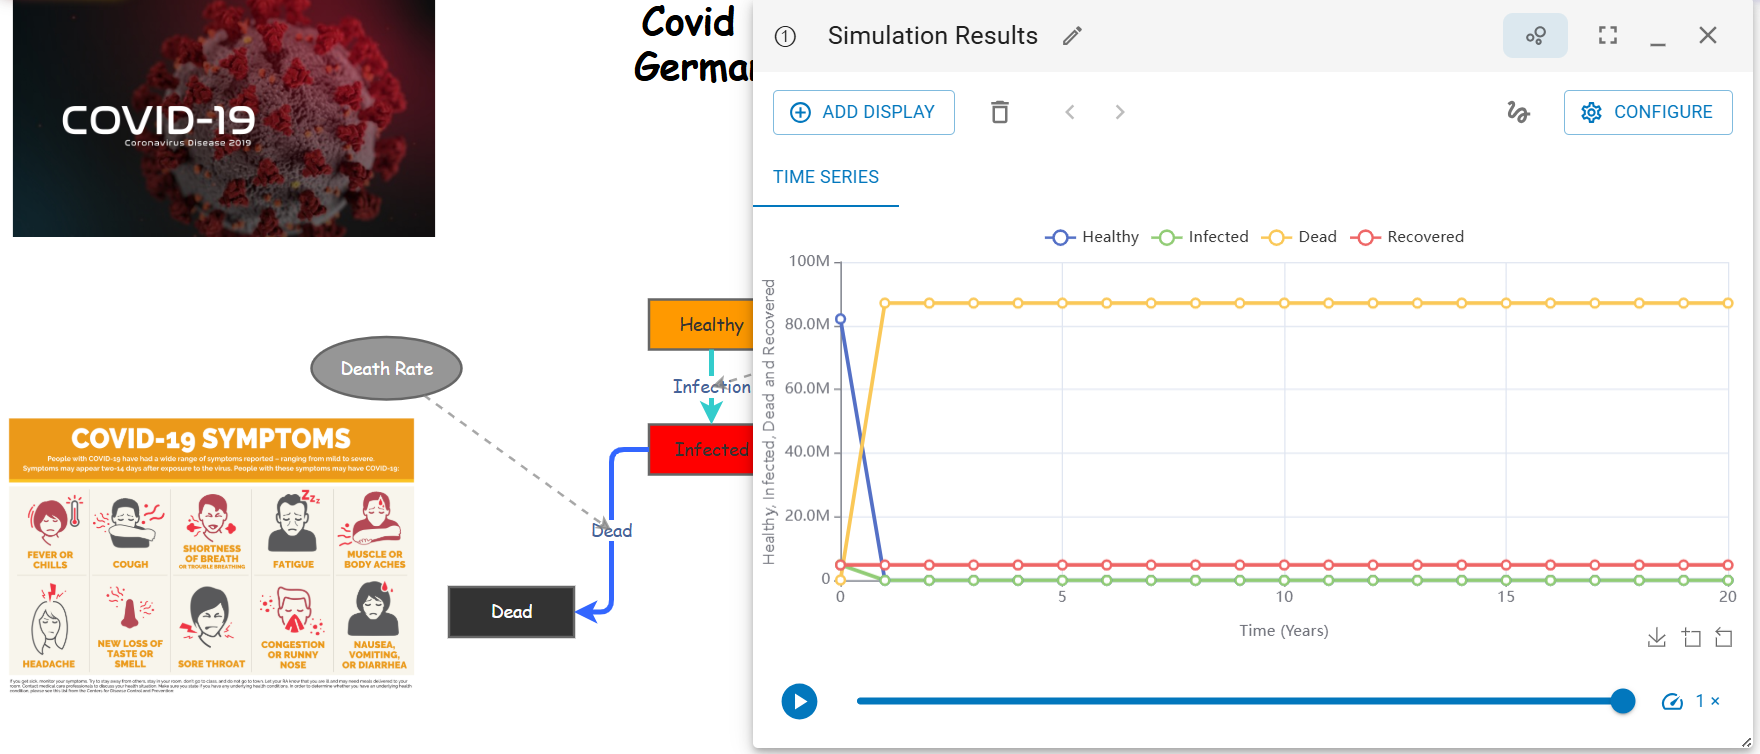 COVID-19
Coronavirus Disease 2019
Covid
German
Death Rate
Healthy
Infection
Infected
Dead
Dead
COVID-19 SYMPTOMS
People with COVID-19 have had a wide range of symptoms reported – ranging from mild to severe.
Symptoms may appear two-14 days after exposure to the virus. People with these symptoms may have COVID-19:
FEVER OR
CHILLS
COUGH
SHORTNESS
OF BREATH
OR TROUBLE BREATHING
FATIGUE
Zzz
MUSCLE OR
BODY ACHES
HEADACHE
NEW LOSS OF
TASTE OR
SMELL
SORE THROAT
CONGESTION
OR RUNNY
NOSE
NAUSEA,
VOMITING,
OR DIARRHEA
1 Simulation Results
ADD DISPLAY
CONFIGURE
TIME SERIES
Healthy Infected Dead Recovered
Healthy, Infected, Dead and Recovered
100M
80.0M
60.0M
40.0M
20.0M
0
0 5 10 15 20
Time (Years)
1 ×